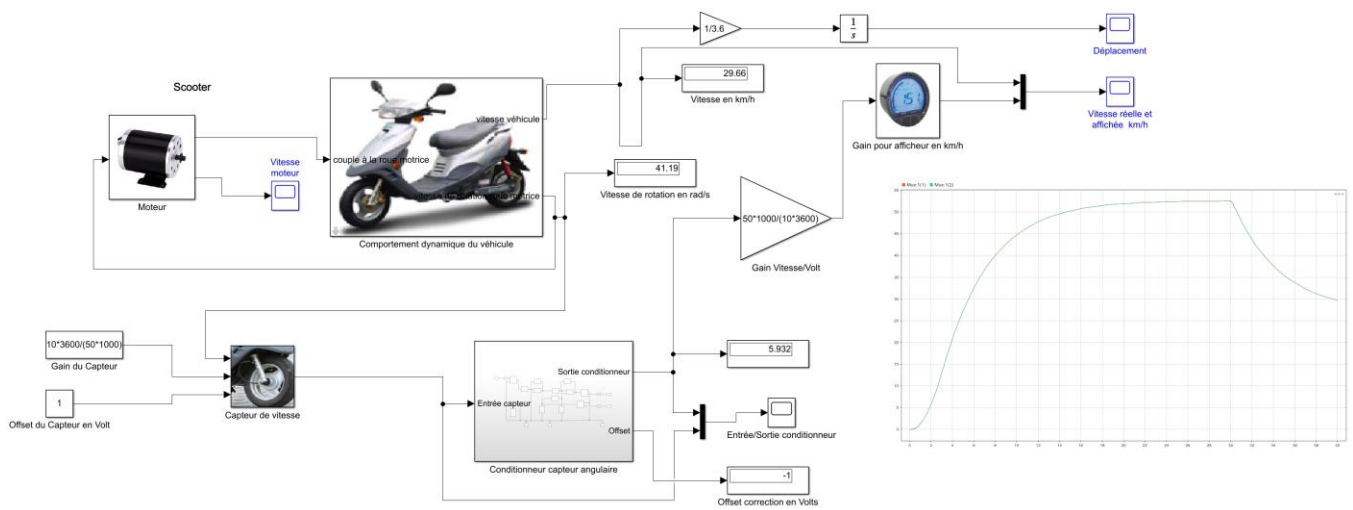 1/3.6
1
s
Déplacement
29.66
Vitesse en km/h
Scooter
vitesse véhicule
151
Gain pour afficheur en km/h
Vitesse réelle et
affichée km/h
couple à la roue motrice
Vitesse
moteur
Moteur
41.19
Vitesse de rotation en rad/s
Comportement dynamique du véhicule
50*1000/(10*3600)
Gain Vitesse/Volt
10*3600/(50*1000)
Gain du Capteur
1
Offset du Capteur en Volt
Capteur de vitesse
Sortie conditionneur
Entrée capteur
Offset
Conditionneur capteur angulaire
5.932
Entrée/Sortie conditionneur
-1
Offset correction en Volts